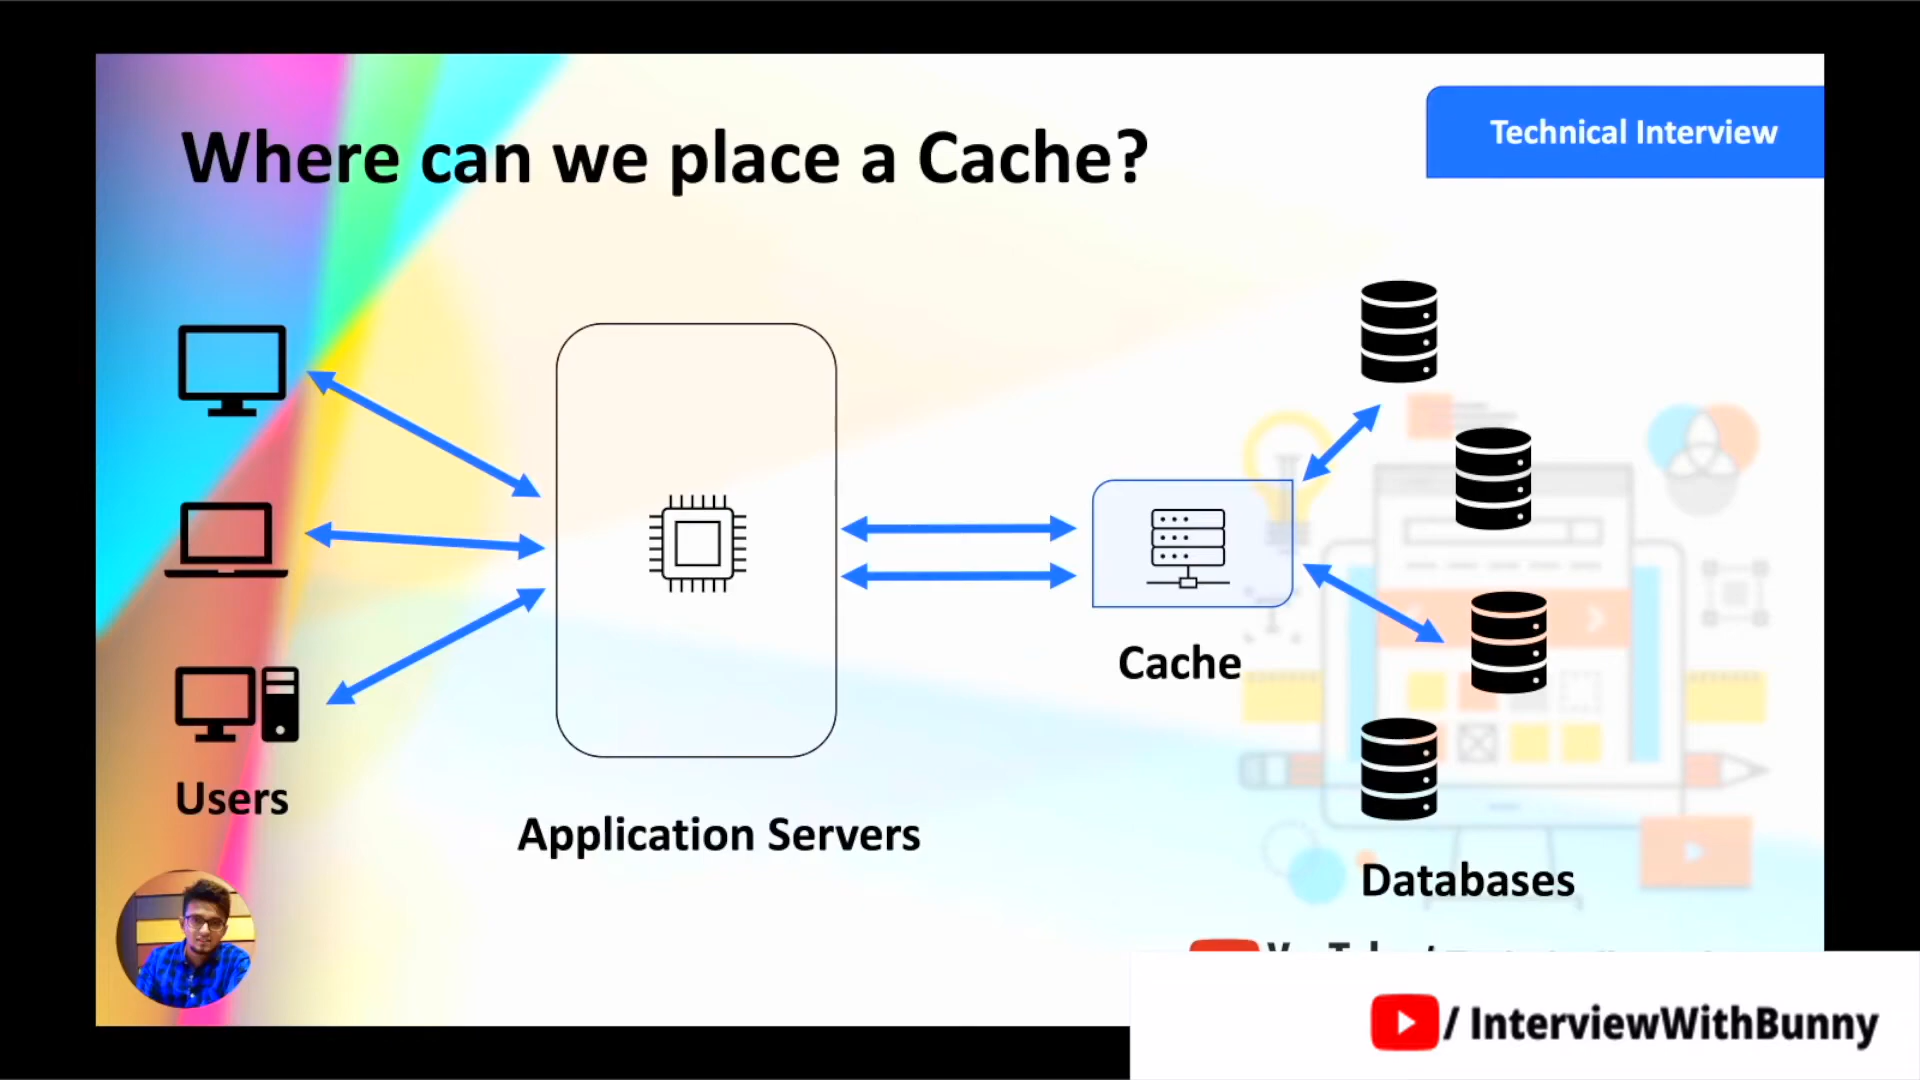 Where can we place a Cache?
Technical Interview
Cache
Users
Application Servers
Databases
/ InterviewWithBunny